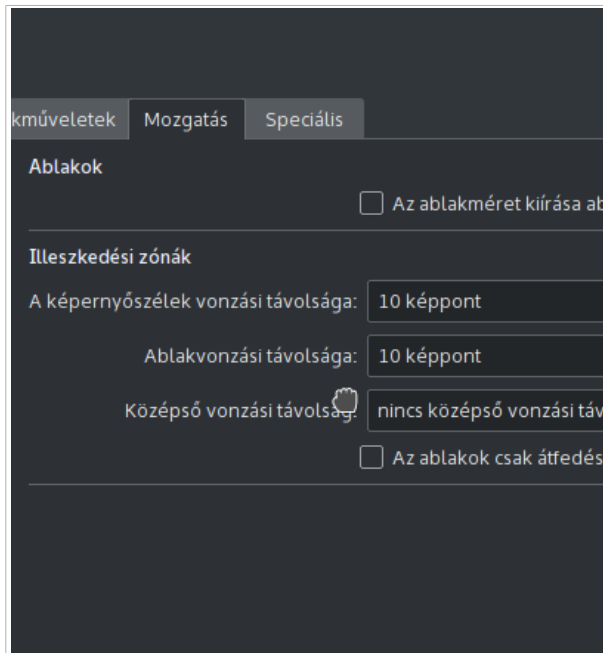 kműveletek Mozgatás Speciális
Ablakok
Az ablakméret kiírása ab
Illeszkedési zónák
A képernyőszélek vonzási távolsága: 10 képpont
Ablakvonzási távolsága: 10 képpont
Középső vonzási távolság: nincs középső vonzási táv
Az ablakok csak átfedés